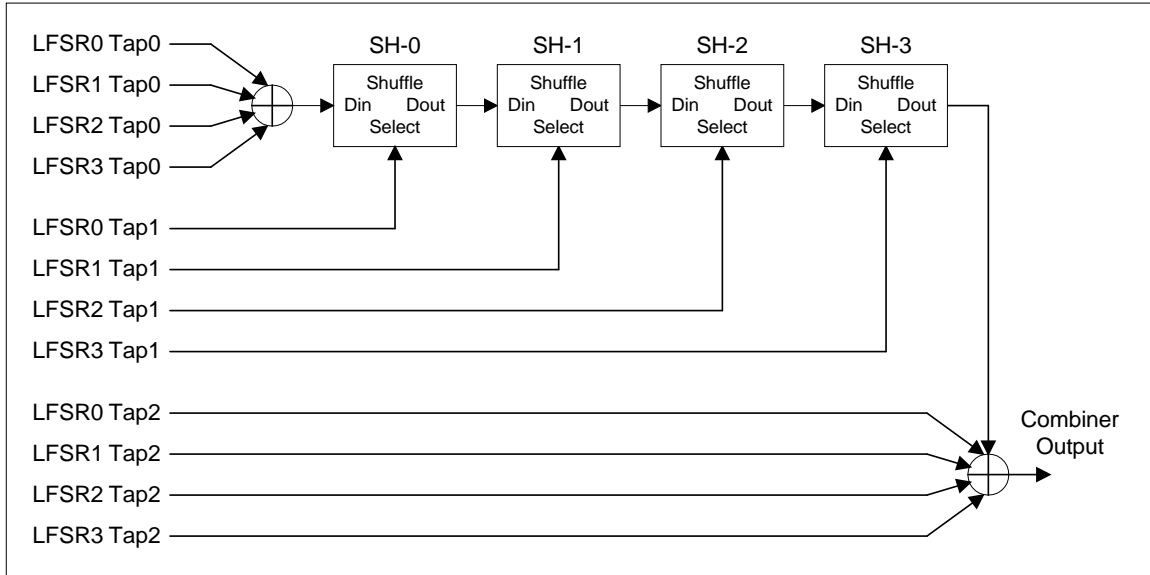 LFSR0 Tap0
LFSR1 Tap0
LFSR2 Tap0
LFSR3 Tap0
SH-0
SH-1
SH-2
SH-3
Shuffle
Din Dout
Select
Shuffle
Din Dout
Select
Shuffle
Din Dout
Select
Shuffle
Din Dout
Select
LFSR0 Tap1
LFSR1 Tap1
LFSR2 Tap1
LFSR3 Tap1
LFSR0 Tap2
LFSR1 Tap2
LFSR2 Tap2
LFSR3 Tap2
Combiner
Output